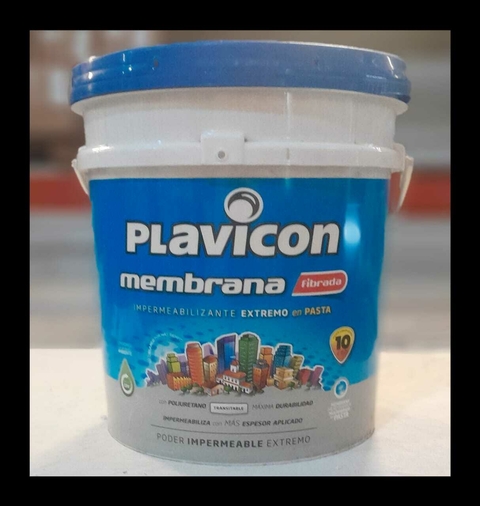 PLAVICON
membrana fibrada
IMPERMEABILIZANTE EXTREMO en PASTA
10
con POLIURETANO TRANSITABLE MÁXIMA DURABILIDAD
IMPERMEABILIZA con MÁS ESPESOR APLICADO
PODER IMPERMEABLE EXTREMO